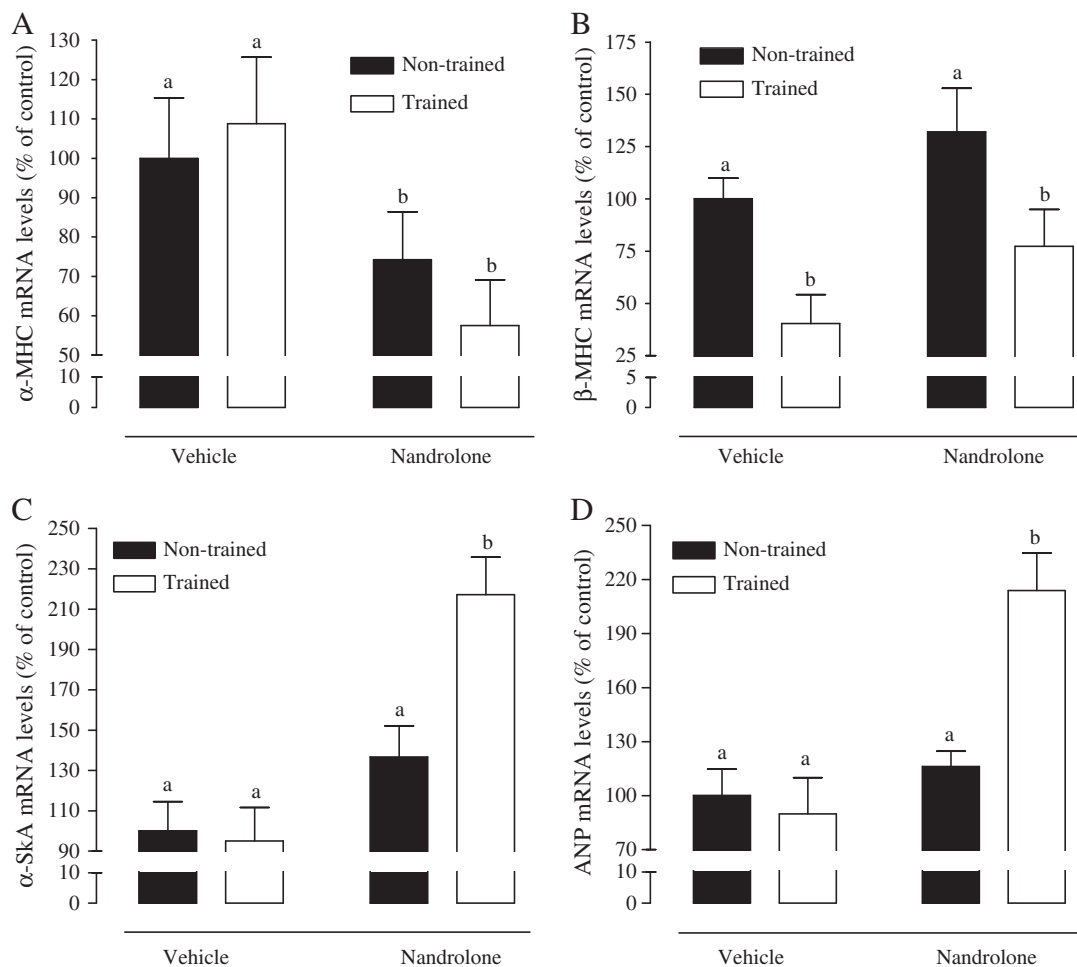 A
α-MHC mRNA levels (% of control)
130
120
110
100
90
80
70
60
50
10
0
a
a
b
b
Non-trained
Trained
Vehicle
Nandrolone
B
β-MHC mRNA levels (% of control)
175
150
125
100
75
50
25
5
0
a
b
a
b
Non-trained
Trained
Vehicle
Nandrolone
C
α-SkA mRNA levels (% of control)
250
230
210
190
170
150
130
110
90
10
0
a
a
a
b
Non-trained
Trained
Vehicle
Nandrolone
D
ANP mRNA levels (% of control)
250
220
190
160
130
100
70
10
0
a
a
a
b
Non-trained
Trained
Vehicle
Nandrolone